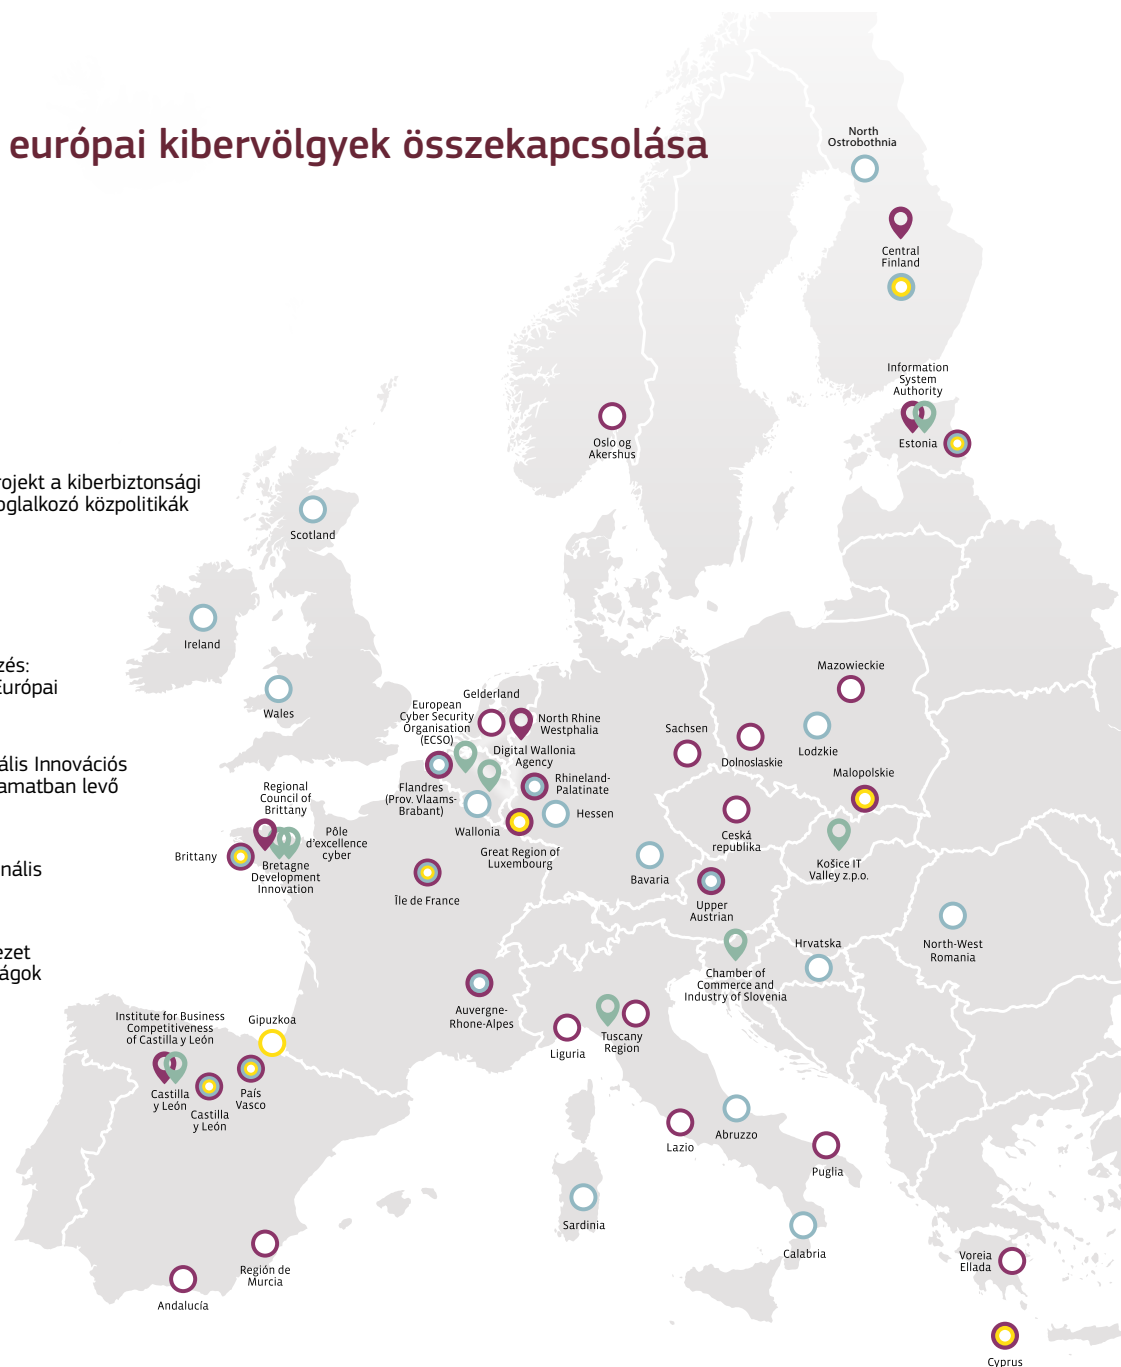 európai kibervölgyek összekapcsolása
rojekt a kiberbiztonsági
oglalkozó közpolitikák
zés:
Európai
ális Innovációs
amatban levő
nális
ezet
ágok
North
Ostrobothnia
Central
Finland
Information
System
Authority
Estonia
Oslo og
Akershus
Scotland
Ireland
Wales
Mazowieckie
Gelderland
European
Cyber Security
Organisation
(ECSO)
North Rhine
Westphalia
Sachsen
Dolnoslaskie
Lodzkie
Digital Wallonia
Agency
Malopolskie
Rhineland-
Palatinate
Flandres
(Prov. Vlaams-
Brabant)
Regional
Council of
Brittany
Hessen
Wallonia
Pôle
d'excellence
cyber
Ceská
republika
Great Region of
Luxembourg
Brittany
Bretagne
Development
Innovation
Košice IT
Valley z.p.o.
Bavaria
Île de France
Upper
Austrian
Hrvatska
North-West
Romania
Chamber of
Commerce and
Industry of Slovenia
Auvergne-
Rhone-Alpes
Institute for Business
Competitiveness
of Castilla y León
Gipuzkoa
Tuscany
Region
Liguria
Castilla
y León
País
Vasco
Castilla
y León
Abruzzo
Lazio
Puglia
Sardinia
Calabria
Voreia
Ellada
Región de
Murcia
Andalucía
Cyprus